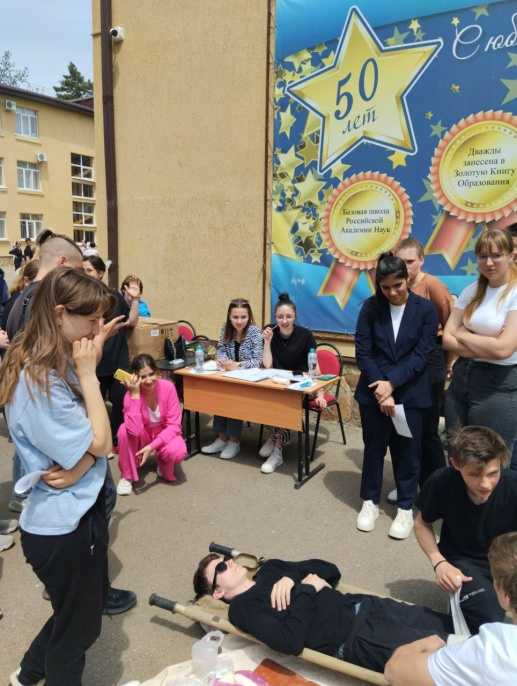 С юб
50
лет
Дважды
занесена в
Золотую Книгу
Образования
Базовая школа
Российской
Академии Наук